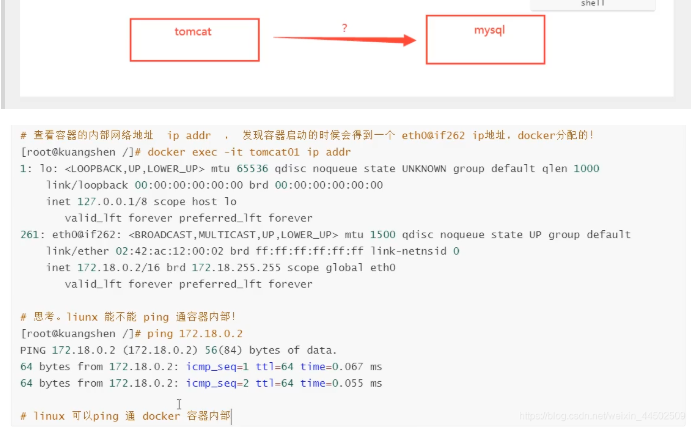 shell
tomcat
?
mysql
# 查看容器的内部网络地址 ip addr ， 发现容器启动的时候会得到一个 eth0@if262 ip地址，docker分配的！
[root@kuangshen /]# docker exec -it tomcat01 ip addr
1: lo: <LOOPBACK,UP,LOWER_UP> mtu 65536 qdisc noqueue state UNKNOWN group default qlen 1000
link/loopback 00:00:00:00:00:00 brd 00:00:00:00:00:00
inet 127.0.0.1/8 scope host lo
valid_lft forever preferred_lft forever
261: eth0@if262: <BROADCAST,MULTICAST,UP,LOWER_UP> mtu 1500 qdisc noqueue state UP group default
link/ether 02:42:ac:12:00:02 brd ff:ff:ff:ff:ff:ff link-netnsid 0
inet 172.18.0.2/16 brd 172.18.255.255 scope global eth0
valid_lft forever preferred_lft forever
# 思考。liunx 能不能 ping 通容器内部！
[root@kuangshen /]# ping 172.18.0.2
PING 172.18.0.2 (172.18.0.2) 56(84) bytes of data.
64 bytes from 172.18.0.2: icmp_seq=1 ttl=64 time=0.067 ms
64 bytes from 172.18.0.2: icmp_seq=2 ttl=64 time=0.055 ms
# linux 可以ping 通 docker 容器内部